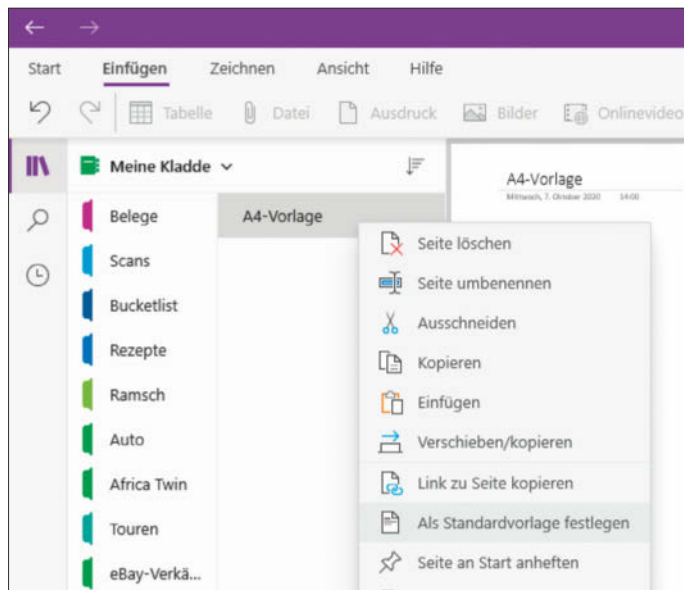 Start Einfügen Zeichnen Ansicht Hilfe
Tabelle Datei Ausdruck Bilder Onlinevideo
Meine Kladde
Belege
Scans
Bucketlist
Rezepte
Ramsch
Auto
Africa Twin
Touren
eBay-Verkä...
A4-Vorlage
A4-Vorlage
Mittwoch, 7. Oktober 2020 14:00
Seite löschen
Seite umbenennen
Ausschneiden
Kopieren
Einfügen
Verschieben/kopieren
Link zu Seite kopieren
Als Standardvorlage festlegen
Seite an Start anheften